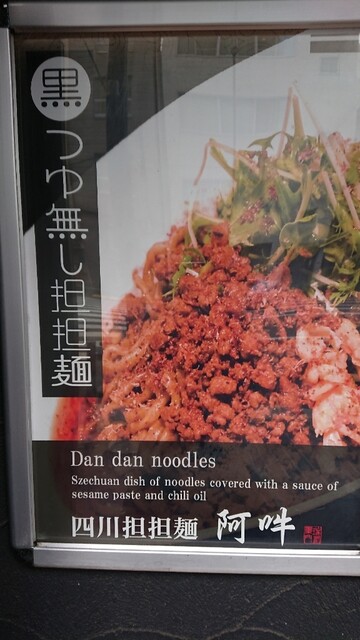 黒つゆ無し担担麺
Dan dan noodles
Szechuan dish of noodles covered with a sauce of
sesame paste and chili oil
四川担担麺 阿吽